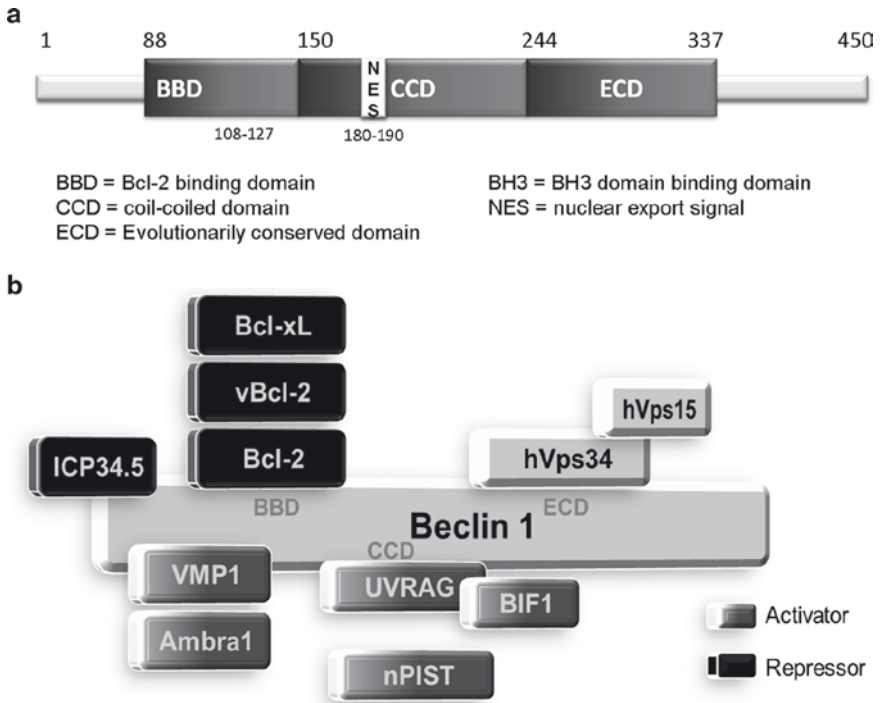 a
1 88 150 244 337 450
BBD NES CCD ECD
108-127 180-190
BBD = Bcl-2 binding domain
CCD = coil-coiled domain
ECD = Evolutionarily conserved domain
BH3 = BH3 domain binding domain
NES = nuclear export signal
b
Bcl-xL
vBcl-2
hVps15
ICP34.5
Bcl-2
hVps34
BBD
ECD
Beclin 1
CCD
VMP1
UVRAG
BIF1
Ambra1
nPIST
Activator
Repressor